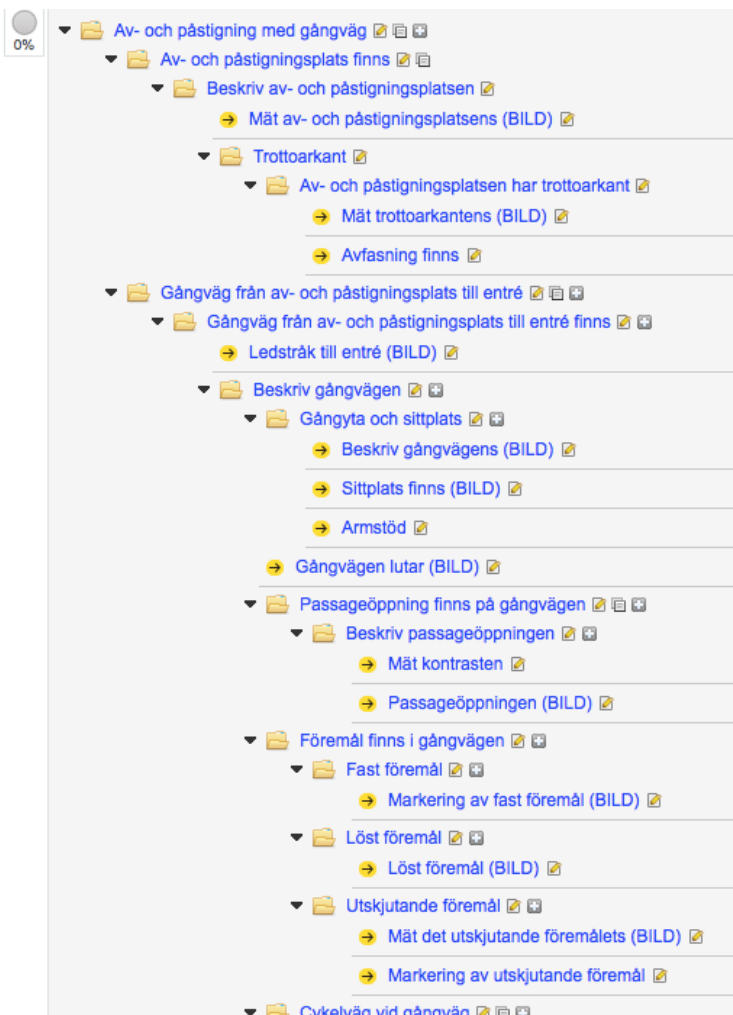 0%
Av- och påstigning med gångväg
Av- och påstigningsplats finns
Beskriv av- och påstigningsplatsen
Mät av- och påstigningsplatsens (BILD)
Trottoarkant
Av- och påstigningsplatsen har trottoarkant
Mät trottoarkantens (BILD)
Avfasning finns
Gångväg från av- och påstigningsplats till entré
Gångväg från av- och påstigningsplats till entré finns
Ledstråk till entré (BILD)
Beskriv gångvägen
Gångyta och sittplats
Beskriv gångvägens (BILD)
Sittplats finns (BILD)
Armstöd
Gångvägen lutar (BILD)
Passageöppning finns på gångvägen
Beskriv passageöppningen
Mät kontrasten
Passageöppningen (BILD)
Föremål finns i gångvägen
Fast föremål
Markering av fast föremål (BILD)
Löst föremål
Löst föremål (BILD)
Utskjutande föremål
Mät det utskjutande föremålets (BILD)
Markering av utskjutande föremål
Cykelväg vid gångväg